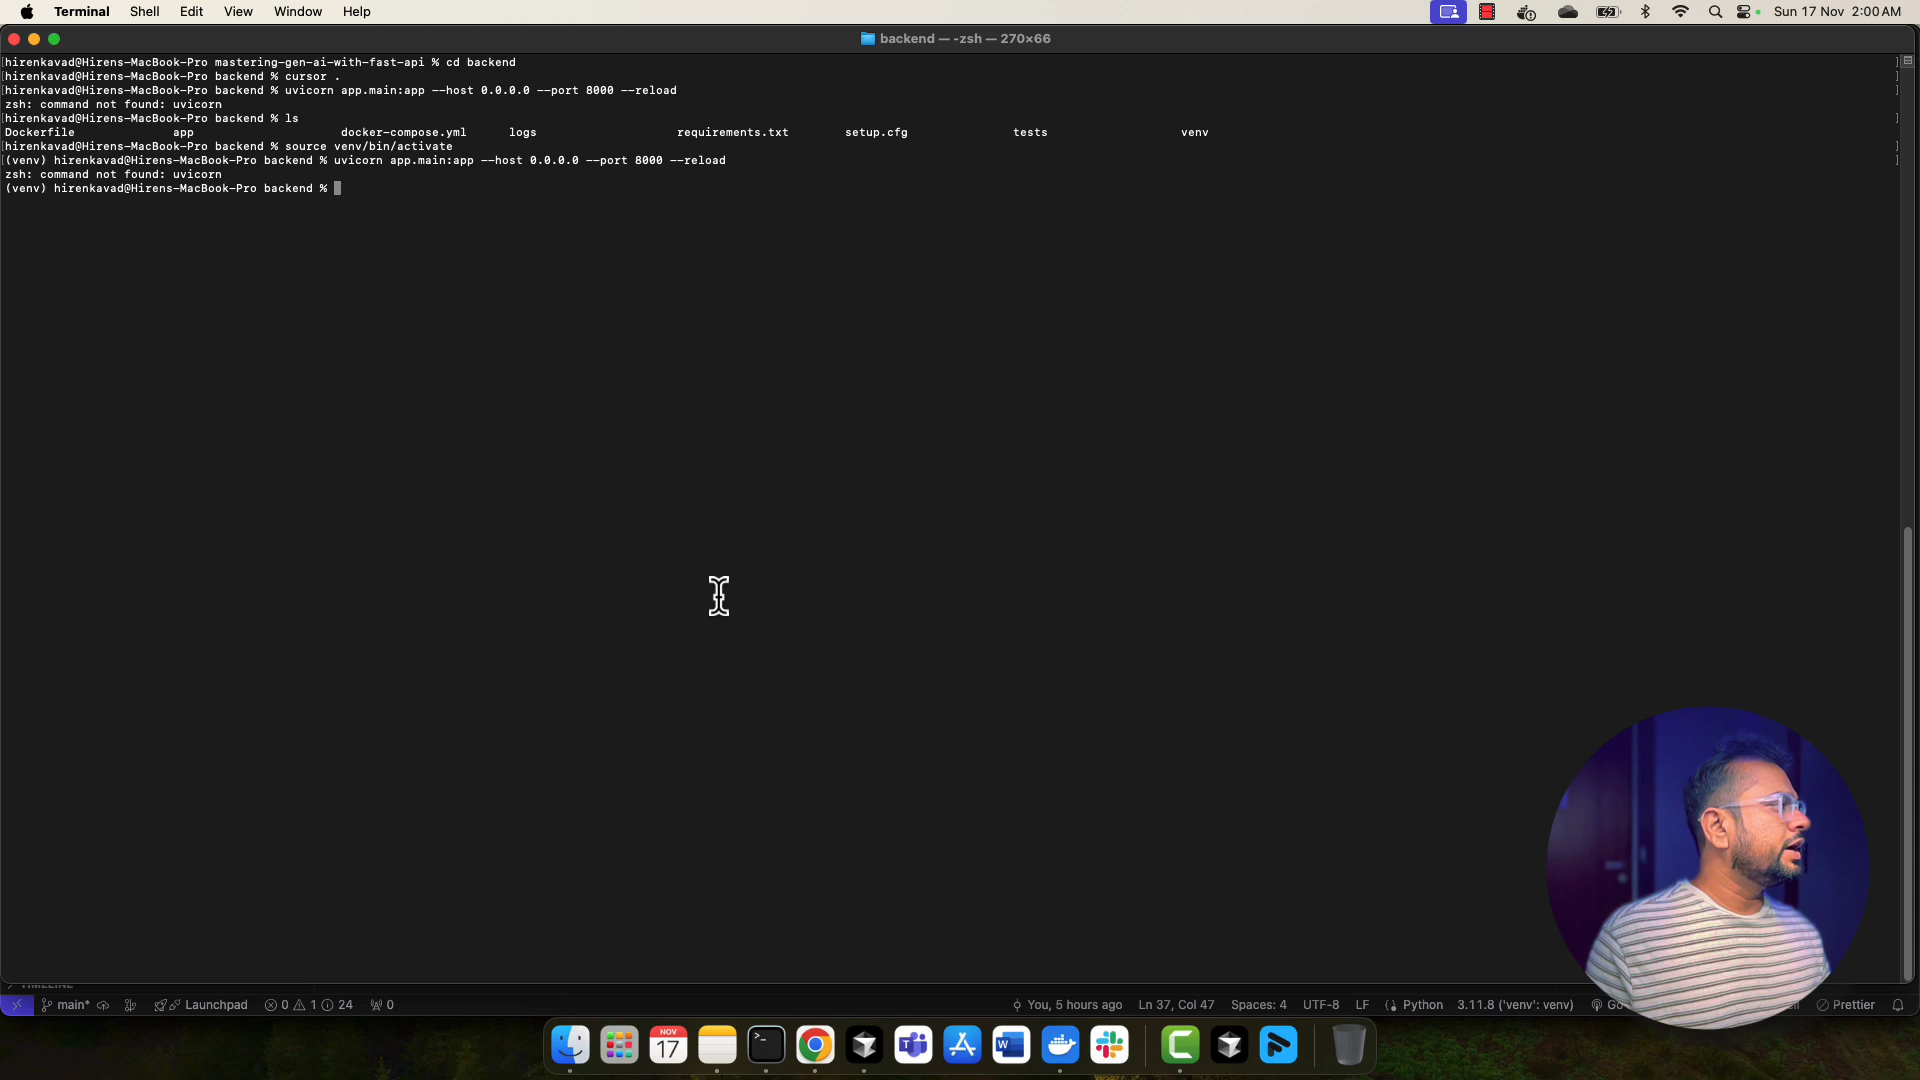 Terminal Shell Edit View Window Help Sun 17 Nov 2:00 AM
backend — -zsh — 270×66
[hirenkavad@Hirens-MacBook-Pro mastering-gen-ai-with-fast-api % cd backend ]
[hirenkavad@Hirens-MacBook-Pro backend % cursor . ]
[hirenkavad@Hirens-MacBook-Pro backend % uvicorn app.main:app --host 0.0.0.0 --port 8000 --reload ]
zsh: command not found: uvicorn
[hirenkavad@Hirens-MacBook-Pro backend % ls ]
Dockerfile app docker-compose.yml logs requirements.txt setup.cfg tests venv
[hirenkavad@Hirens-MacBook-Pro backend % source venv/bin/activate ]
[(venv) hirenkavad@Hirens-MacBook-Pro backend % uvicorn app.main:app --host 0.0.0.0 --port 8000 --reload ]
zsh: command not found: uvicorn
(venv) hirenkavad@Hirens-MacBook-Pro backend %
TIMELINE
main* Launchpad 0 1 24 0 You, 5 hours ago Ln 37, Col 47 Spaces: 4 UTF-8 LF Python 3.11.8 ('venv': venv) Go Prettier
NOV
17
W